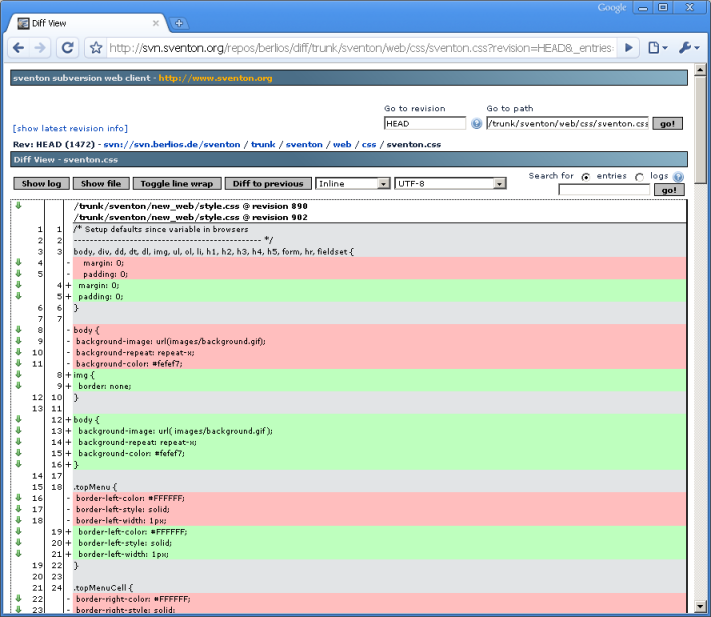 Google
Diff View
http://svn.sventon.org/repos/berlios/diff/trunk/sventon/web/css/sventon.css?revision=HEAD&_entries:
sventon subversion web client - http://www.sventon.org
Go to revision Go to path
[show latest revision info] HEAD /trunk/sventon/web/css/sventon.css go!
Rev: HEAD (1472) - svn://svn.berlios.de/sventon / trunk / sventon / web / css / sventon.css
Diff View - sventon.css
Show log Show file Toggle line wrap Diff to previous Inline UTF-8 Search for entries logs
go!
/trunk/sventon/new_web/style.css @ revision 890
/trunk/sventon/new_web/style.css @ revision 902
1 1 /* Setup defaults since variable in browsers
2 2 ----------------------------------------------- */
3 3 body, div, dd, dt, dl, img, ul, ol, li, h1, h2, h3, h4, h5, form, hr, fieldset {
4 - margin: 0;
5 - padding: 0;
4 + margin: 0;
5 + padding: 0;
6 6 }
7 7
8 - body {
9 - background-image: url(images/background.gif);
10 - background-repeat: repeat-x;
11 - background-color: #fefef7;
8 + img {
9 + border: none;
12 10 }
13 11
12 + body {
13 + background-image: url( images/background.gif );
14 + background-repeat: repeat-x;
15 + background-color: #fefef7;
16 + }
14 17
15 18 .topMenu {
16 - border-left-color: #FFFFFF;
17 - border-left-style: solid;
18 - border-left-width: 1px;
19 + border-left-color: #FFFFFF;
20 + border-left-style: solid;
21 + border-left-width: 1px;
19 22 }
20 23
21 24 .topMenuCell {
22 - border-right-color: #FFFFFF;
23 - border-right-style: solid;